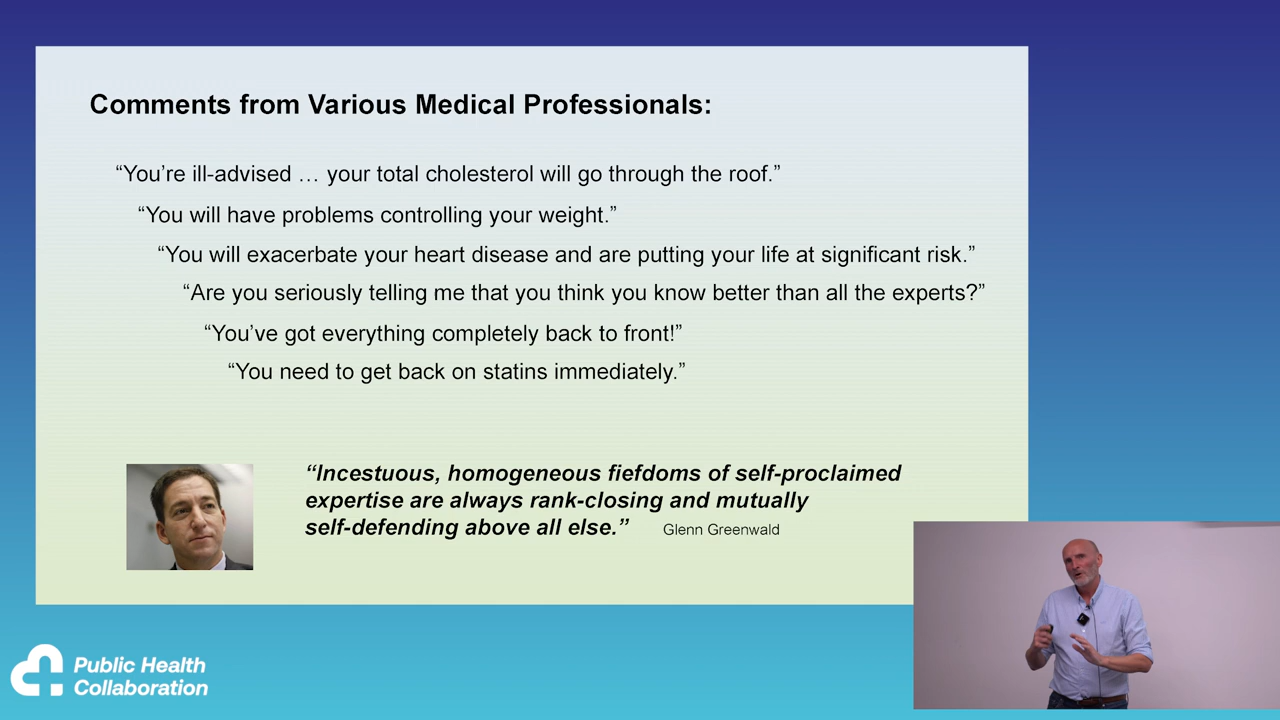 Comments from Various Medical Professionals:
“You’re ill-advised … your total cholesterol will go through the roof.”
“You will have problems controlling your weight.”
“You will exacerbate your heart disease and are putting your life at significant risk.”
“Are you seriously telling me that you think you know better than all the experts?”
“You’ve got everything completely back to front!”
“You need to get back on statins immediately.”
“Incestuous, homogeneous fiefdoms of self-proclaimed
expertise are always rank-closing and mutually
self-defending above all else.” Glenn Greenwald
Public Health
Collaboration